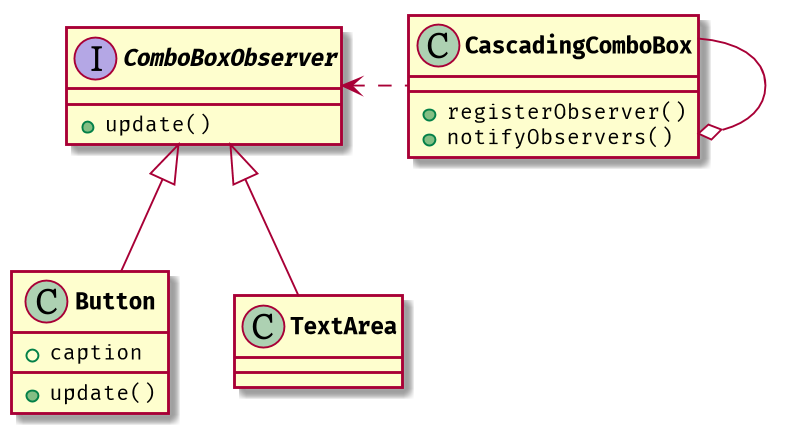 I ComboBoxObserver
update()
C CascadingComboBox
registerObserver()
notifyObservers()
C Button
caption
update()
C TextArea